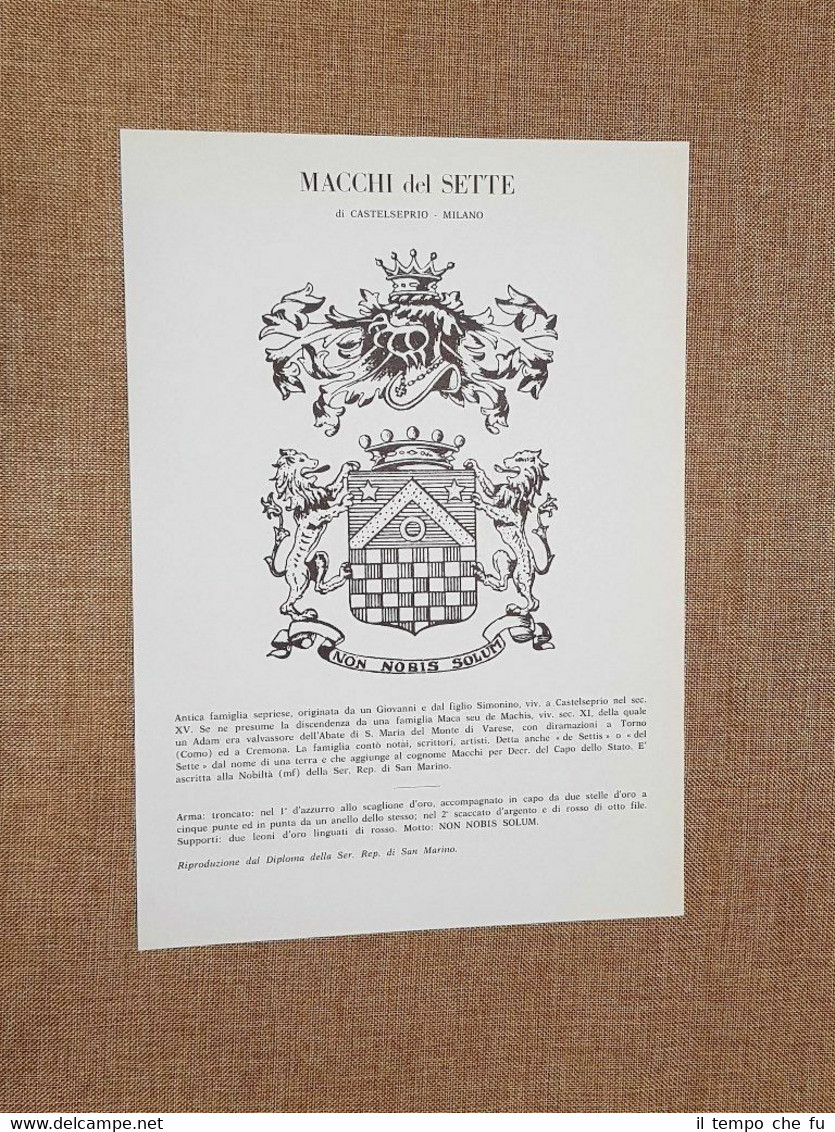 MACCHI del SETTE
di CASTELSEPRIO - MILANO
NON NOBIS SOLUM
Antica famiglia sepriese, originata da un Giovanni e dal figlio Simonino, viv. a Castelseprio nel sec.
XV. Se ne presume la discendenza da una famiglia Maca seu de Machis, viv. sec. XI, della quale
un Adam era valvassore dell'Abate di S. Maria del Monte di Varese, con diramazioni a Torno
(Como) ed a Cremona. La famiglia contò notai, scrittori, artisti. Detta anche « de Settis » o « del
Sette » dal nome di una terra e che aggiunge al cognome Macchi per Decr. del Capo dello Stato. E'
ascritta alla Nobiltà (mf) della Ser. Rep. di San Marino.
Arma: troncato: nel 1° d'azzurro allo scaglione d'oro, accompagnato in capo da due stelle d'oro a
cinque punte ed in punta da un anello dello stesso; nel 2° scaccato d'argento e di rosso di otto file.
Supporti: due leoni d'oro linguati di rosso. Motto: NON NOBIS SOLUM.
Riproduzione dal Diploma della Ser. Rep. di San Marino.
Delcampe.net
il tempo che fu